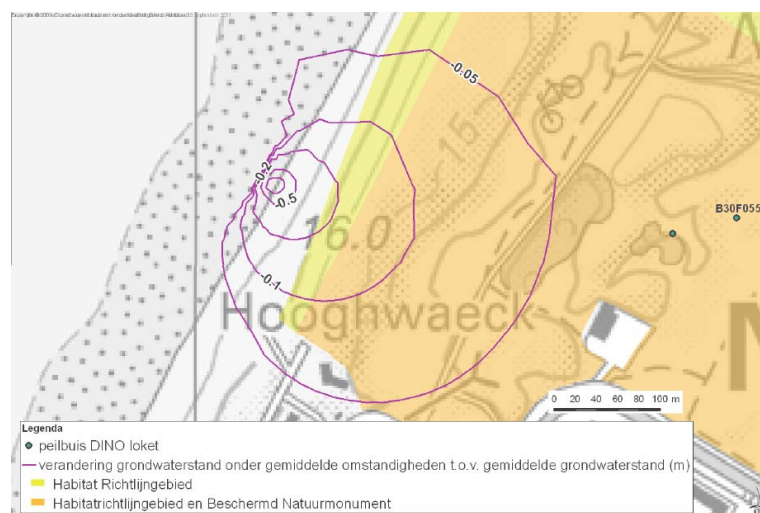 -0.05
15
-0.2
-0.5
B30F055
16.0
-0.1
Hooghwaeck
N
0 20 40 60 80 100 m
Legenda
peilbuis DINO loket
verandering grondwaterstand onder gemiddelde omstandigheden t.o.v. gemiddelde grondwaterstand (m)
Habitat Richtlijngebied
Habitatrichtlijngebied en Beschermd Natuurmonument